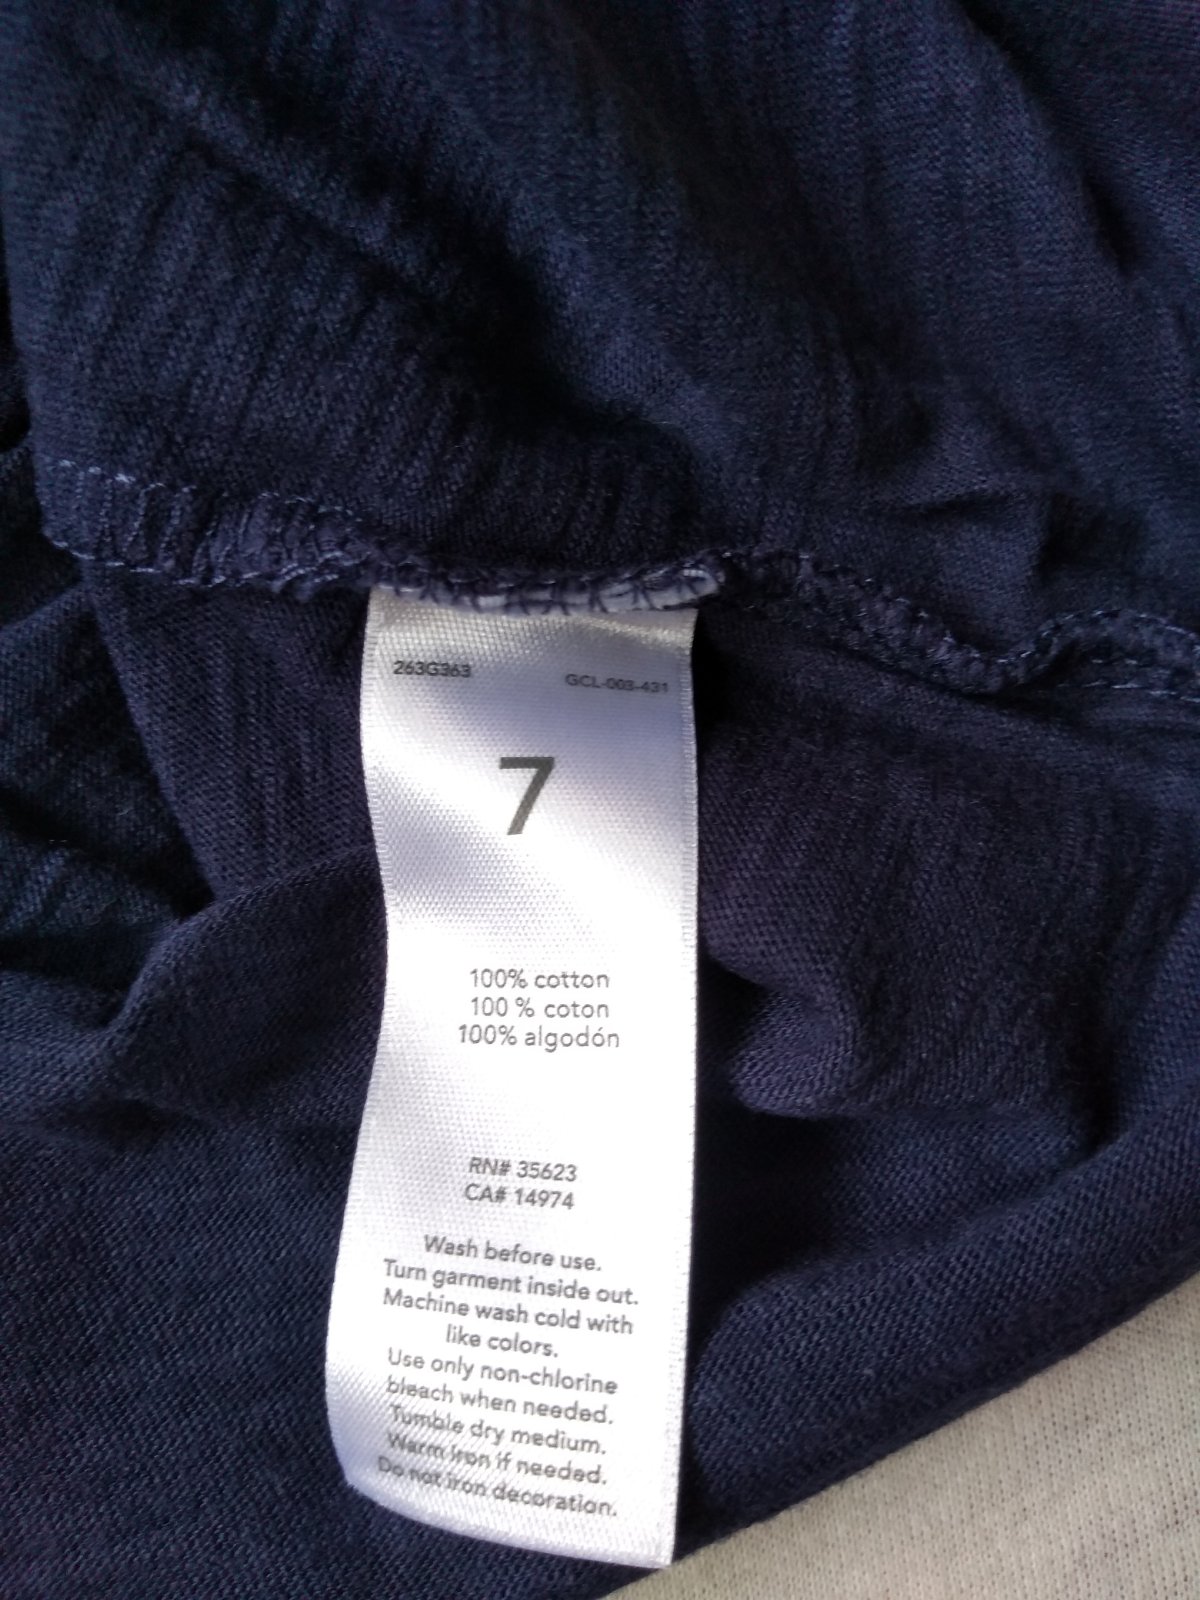 263G363
GCL-003-431
7
100% cotton
100 % coton
100% algodón
RN# 35623
CA# 14974
Wash before use.
Turn garment inside out.
Machine wash cold with
like colors.
Use only non-chlorine
bleach when needed.
Tumble dry medium.
Warm iron if needed.
Do not iron decoration.